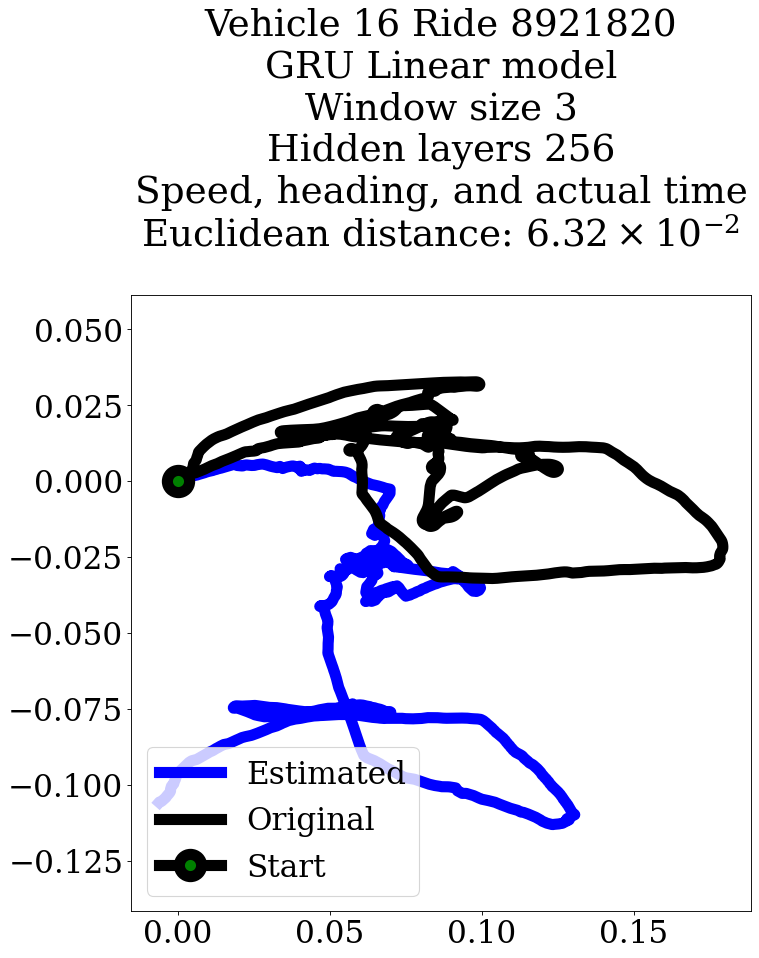 Vehicle 16 Ride 8921820
GRU Linear model
Window size 3
Hidden layers 256
Speed, heading, and actual time
Euclidean distance: 6.32 × 10⁻²
0.050
0.025
0.000
−0.025
−0.050
−0.075
−0.100
−0.125
Estimated
Original
Start
0.00 0.05 0.10 0.15